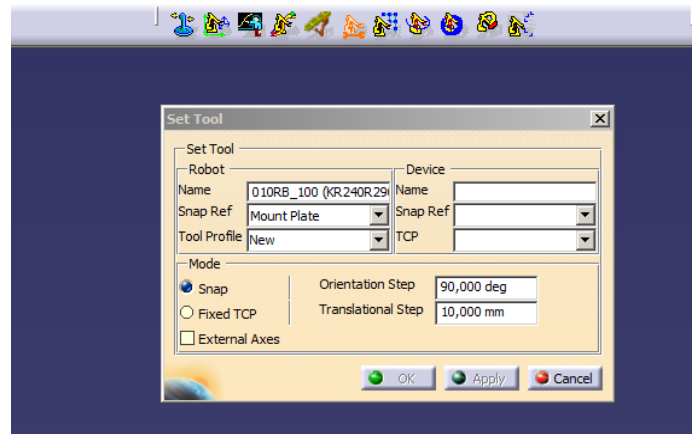 Set Tool
Set Tool
Robot
Name 010RB_100 (KR240R29
Snap Ref Mount Plate
Tool Profile New
Device
Name
Snap Ref
TCP
Mode
Snap
Fixed TCP
External Axes
Orientation Step 90,000 deg
Translational Step 10,000 mm
OK Apply Cancel